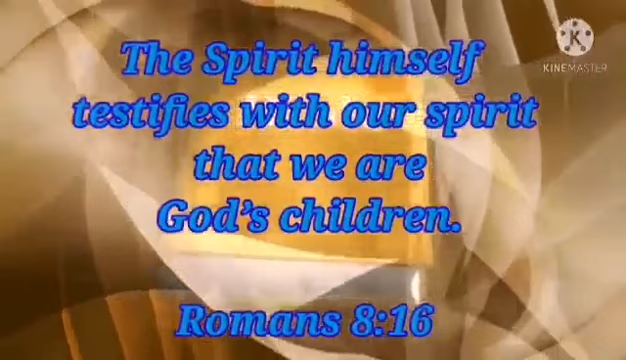 The Spirit himself
testifies with our spirit
that we are
God's children.
Romans 8:16
KINEMASTER